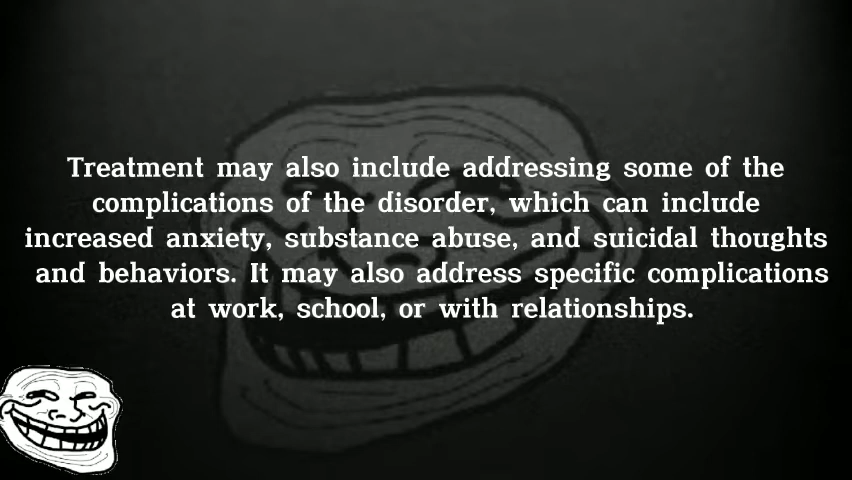 Treatment may also include addressing some of the
complications of the disorder, which can include
increased anxiety, substance abuse, and suicidal thoughts
and behaviors. It may also address specific complications
at work, school, or with relationships.